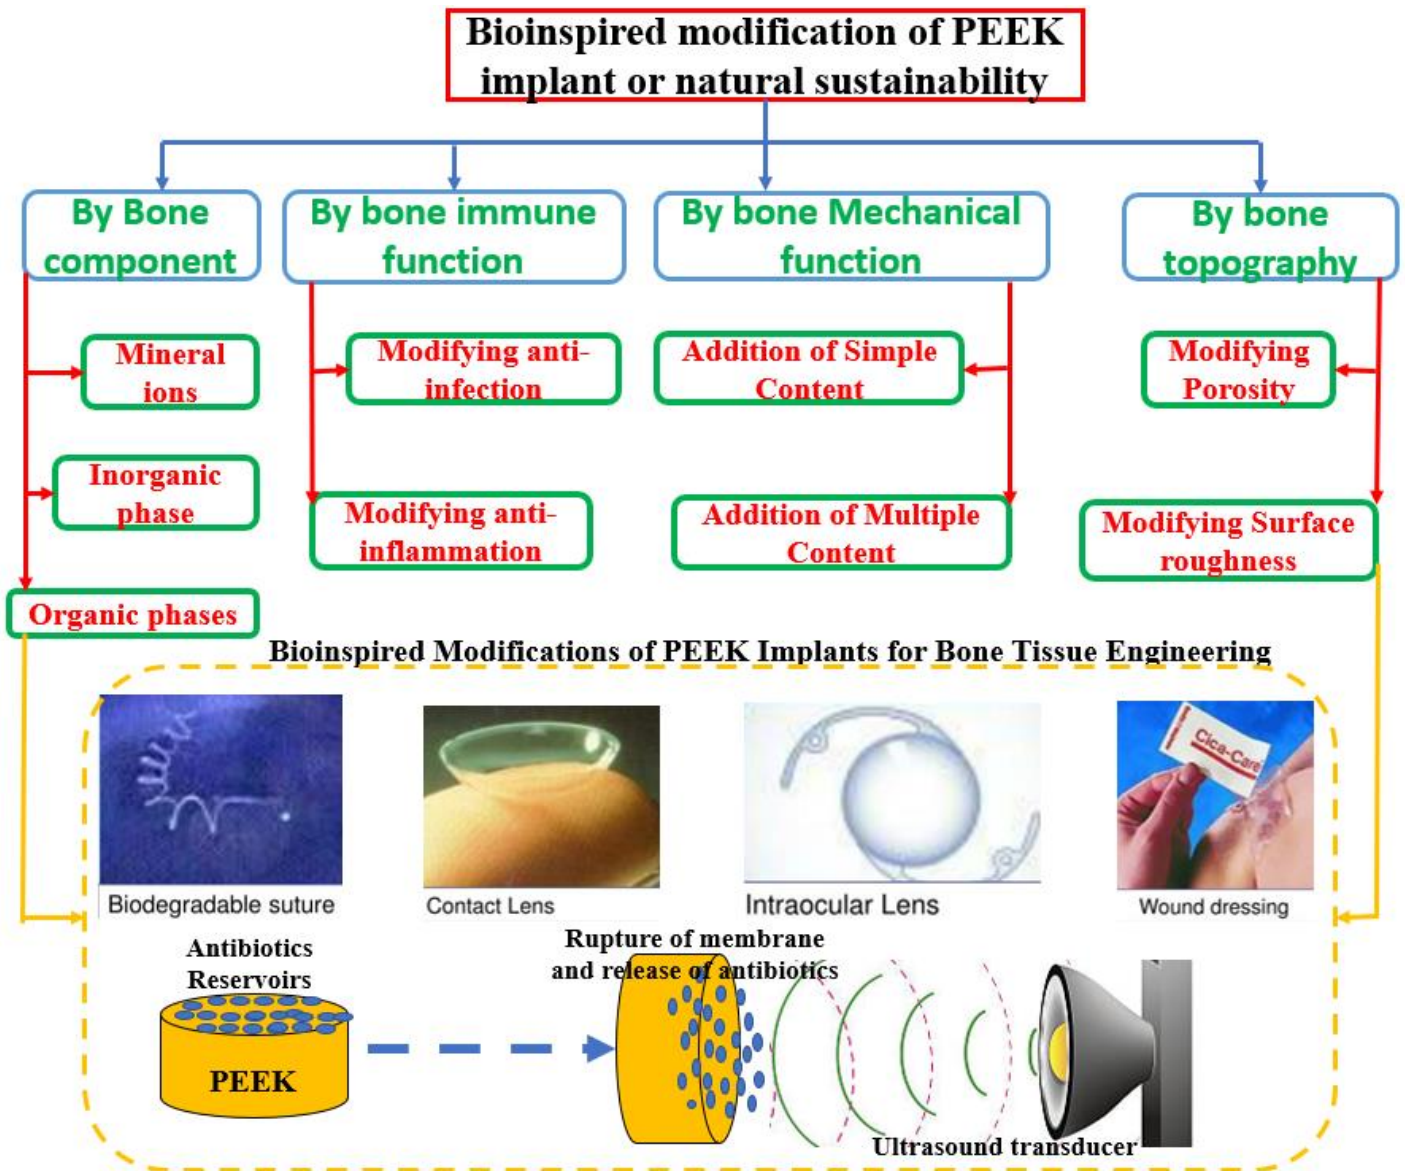 Bioinspired modification of PEEK
implant or natural sustainability
By Bone
component
By bone immune
function
By bone Mechanical
function
By bone
topography
Mineral
ions
Modifying anti-
infection
Addition of Simple
Content
Modifying
Porosity
Inorganic
phase
Modifying anti-
inflammation
Addition of Multiple
Content
Modifying Surface
roughness
Organic phases
Bioinspired Modifications of PEEK Implants for Bone Tissue Engineering
Cica-Care
Biodegradable suture
Contact Lens
Intraocular Lens
Wound dressing
Antibiotics
Reservoirs
PEEK
Rupture of membrane
and release of antibiotics
Ultrasound transducer